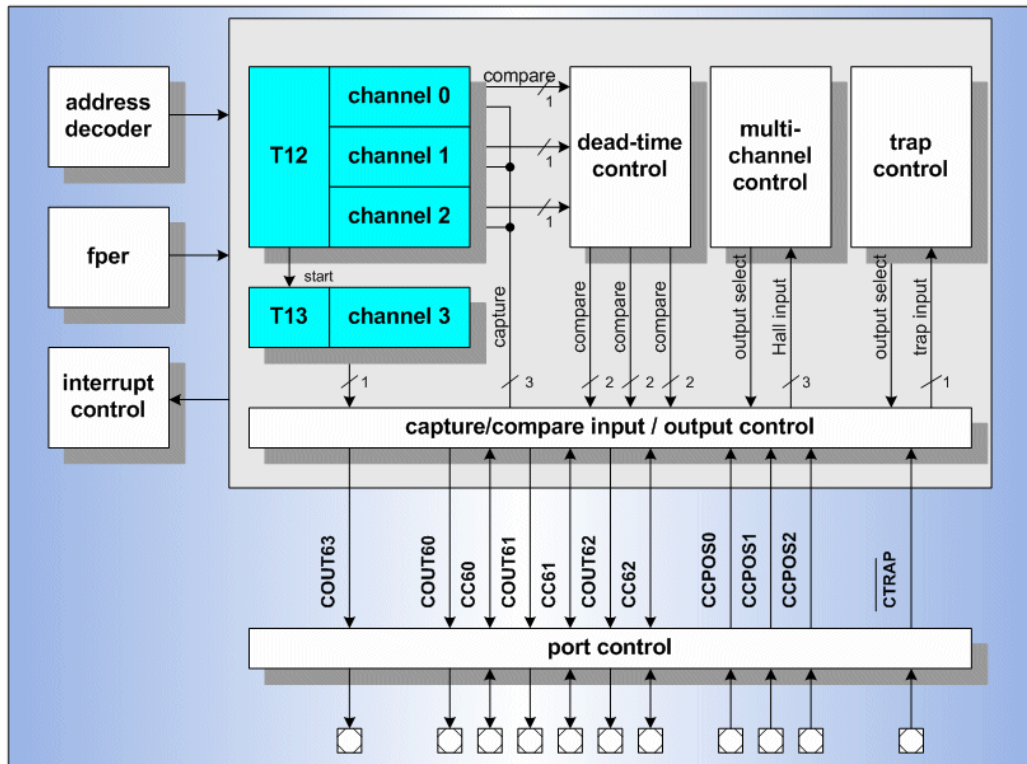 address
decoder
fper
interrupt
control
T12
channel 0
channel 1
channel 2
compare
1
1
1
dead-time
control
multi-
channel
control
trap
control
start
T13
channel 3
1
capture
3
compare
2
compare
2
compare
2
output select
Hall input
3
output select
trap input
1
capture/compare input / output control
COUT63
COUT60
CC60
COUT61
CC61
COUT62
CC62
CCPOS0
CCPOS1
CCPOS2
CTRAP
port control